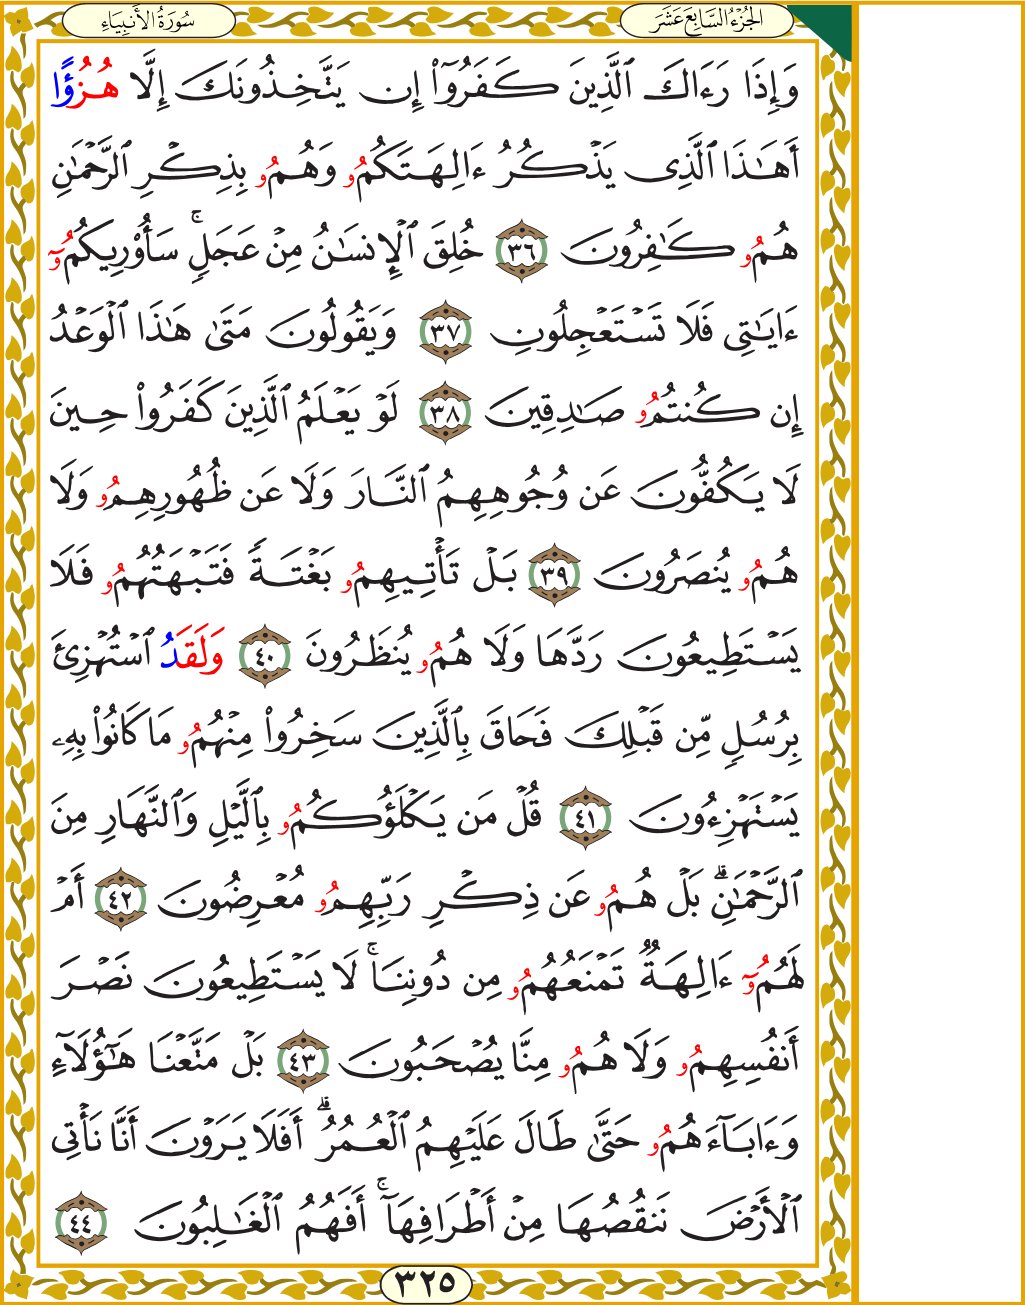 الجُزْءُ السَّابِعَ عَشَرَ
سُورَةُ الأَنبِيَاءِ
وَإِذَا رَءَاكَ ٱلَّذِينَ كَفَرُوٓاْ إِن يَتَّخِذُونَكَ إِلَّا هُزُؤًا
أَهَٰذَا ٱلَّذِى يَذْكُرُ ءَالِهَتَكُمُۥ وَهُمُۥ بِذِكْرِ ٱلرَّحْمَٰنِ
هُمُۥ كَٰفِرُونَ ٣٦ خُلِقَ ٱلْإِنسَٰنُ مِنْ عَجَلٍۚ سَأُوْرِيكُمُۥٓ
ءَايَٰتِى فَلَا تَسْتَعْجِلُونِ ٣٧ وَيَقُولُونَ مَتَىٰ هَٰذَا ٱلْوَعْدُ
إِن كُنتُمُۥ صَٰدِقِينَ ٣٨ لَوْ يَعْلَمُ ٱلَّذِينَ كَفَرُواْ حِينَ
لَا يَكُفُّونَ عَن وُجُوهِهِمُ ٱلنَّارَ وَلَا عَن ظُهُورِهِمُۥ وَلَا
هُمُۥ يُنصَرُونَ ٣٩ بَلْ تَأْتِيهِمُۥ بَغْتَةً فَتَبْهَتُهُمُۥ فَلَا
يَسْتَطِيعُونَ رَدَّهَا وَلَا هُمُۥ يُنظَرُونَ ٤٠ وَلَقَدُ ٱسْتُهْزِئَ
بِرُسُلٍ مِّن قَبْلِكَ فَحَاقَ بِٱلَّذِينَ سَخِرُواْ مِنْهُمُۥ مَا كَانُواْ بِهِۦ
يَسْتَهْزِءُونَ ٤١ قُلْ مَن يَكْلَؤُكُمُۥ بِٱلَّيْلِ وَٱلنَّهَارِ مِنَ
ٱلرَّحْمَٰنِۗ بَلْ هُمُۥ عَن ذِكْرِ رَبِّهِمُۥ مُعْرِضُونَ ٤٢ أَمْ
لَهُمُۥٓ ءَالِهَةٌ تَمْنَعُهُمُۥ مِن دُونِنَاۚ لَا يَسْتَطِيعُونَ نَصْرَ
أَنفُسِهِمُۥ وَلَا هُمُۥ مِنَّا يُصْحَبُونَ ٤٣ بَلْ مَتَّعْنَا هَٰٓؤُلَآءِ
وَءَابَآءَهُمُۥ حَتَّىٰ طَالَ عَلَيْهِمُ ٱلْعُمُرُۗ أَفَلَا يَرَوْنَ أَنَّا نَأْتِى
ٱلْأَرْضَ نَنقُصُهَا مِنْ أَطْرَافِهَآۚ أَفَهُمُ ٱلْغَٰلِبُونَ ٤٤
٣٢٥